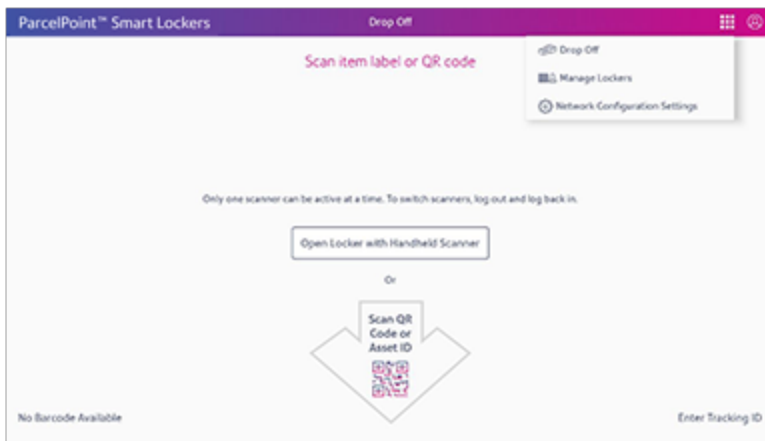 ParcelPoint™ Smart Lockers
Drop Off
Scan item label or QR code
Drop Off
Manage Lockers
Network Configuration Settings
Only one scanner can be active at a time. To switch scanners, log out and log back in.
Open Locker with Handheld Scanner
Or
Scan QR
Code or
Asset ID
No Barcode Available
Enter Tracking ID